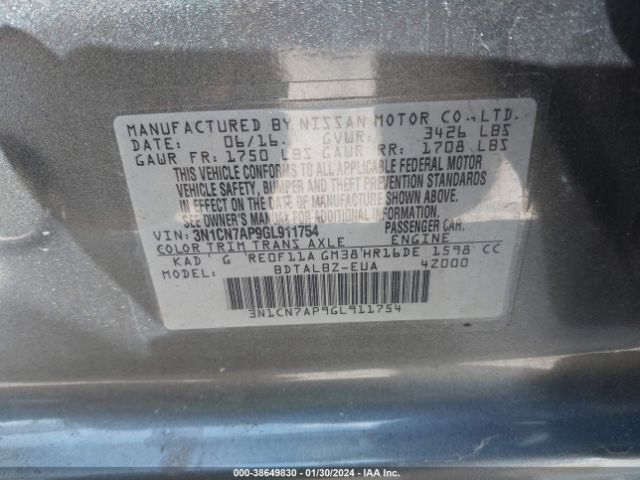 MANUFACTURED BY NISSAN MOTOR CO., LTD.
DATE: 06/16. GVWR: 3426 LBS
GAWR FR: 1750 LBS GAWR RR: 1708 LBS
THIS VEHICLE CONFORMS TO ALL APPLICABLE FEDERAL MOTOR
VEHICLE SAFETY, BUMPER AND THEFT PREVENTION STANDARDS
IN EFFECT ON THE DATE OF MANUFACTURE SHOWN ABOVE.
SEE OWNERS MANUAL FOR ADDITIONAL INFORMATION
VIN: 3N1CN7AP9GL911754 PASSENGER CAR.
COLOR TRIM TRANS AXLE ENGINE
KAD G RE0F11A GM38 HR16DE 1598 CC
MODEL: BDTALBZ-EUA 4Z000
3N1CN7AP9GL911754
000-38649830 - 01/30/2024 - IAA Inc.